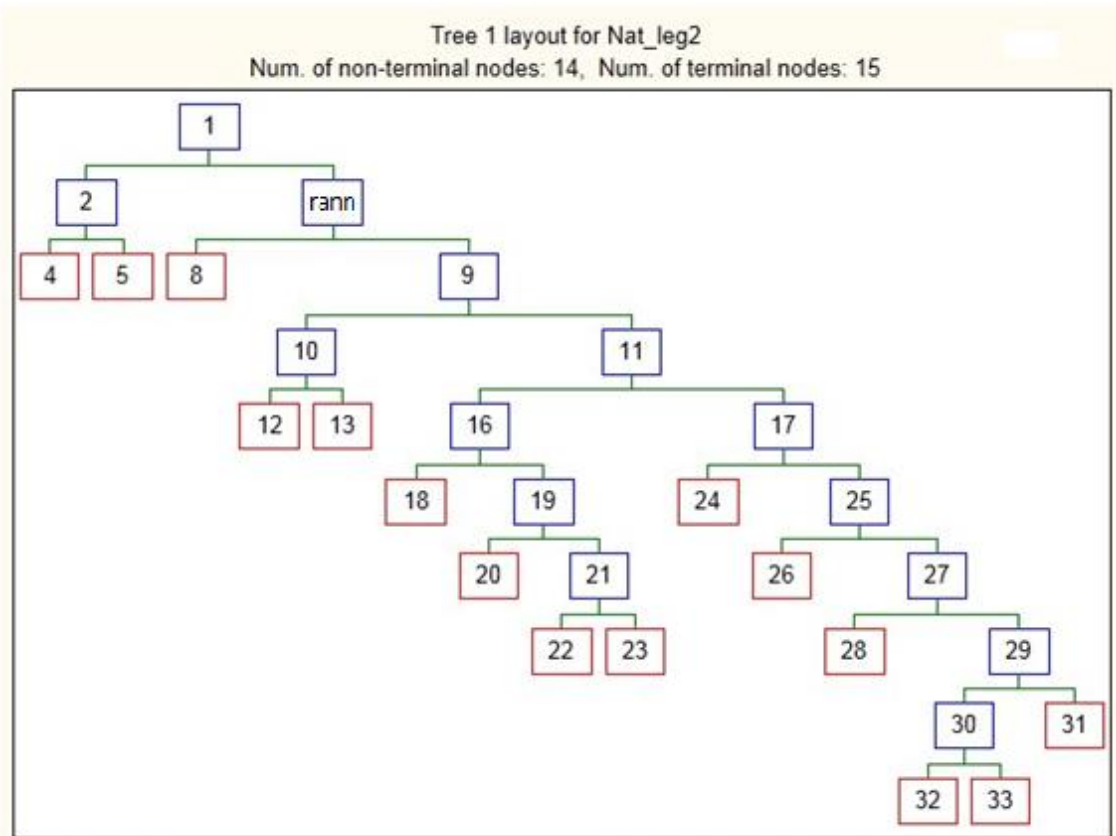 Tree 1 layout for Nat_leg2
Num. of non-terminal nodes: 14, Num. of terminal nodes: 15
1
2 rann
4 5 8 9
10 11
12 13 16 17
18 19 24 25
20 21 26 27
22 23 28 29
30 31
32 33